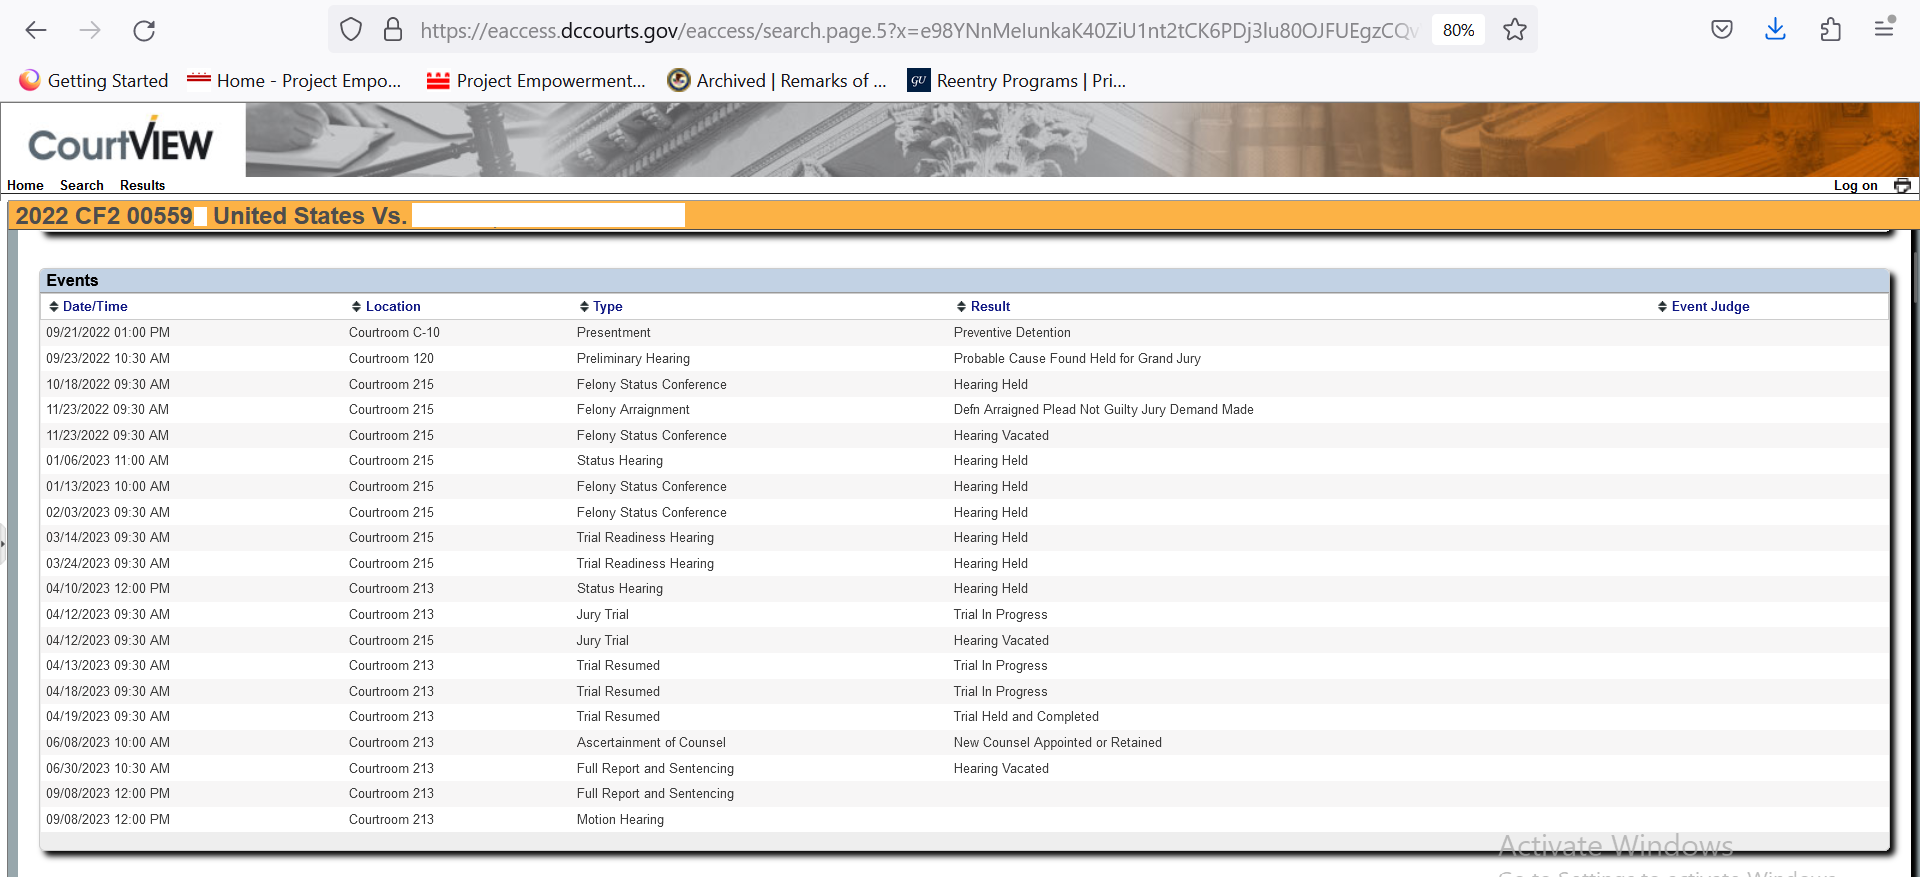 https://eaccess.dccourts.gov/eaccess/search.page.5?x=e98YNnMeIunkaK40ZiU1nt2tCK6PDj3lu80OJFUEgzCQv 80%
Getting Started Home - Project Empo... Project Empowerment... Archived | Remarks of ... GU Reentry Programs | Pri...
CourtVIEW
Home Search Results Log on
2022 CF2 00559 United States Vs.
Events
Date/Time Location Type Result Event Judge
09/21/2022 01:00 PM Courtroom C-10 Presentment Preventive Detention
09/23/2022 10:30 AM Courtroom 120 Preliminary Hearing Probable Cause Found Held for Grand Jury
10/18/2022 09:30 AM Courtroom 215 Felony Status Conference Hearing Held
11/23/2022 09:30 AM Courtroom 215 Felony Arraignment Defn Arraigned Plead Not Guilty Jury Demand Made
11/23/2022 09:30 AM Courtroom 215 Felony Status Conference Hearing Vacated
01/06/2023 11:00 AM Courtroom 215 Status Hearing Hearing Held
01/13/2023 10:00 AM Courtroom 215 Felony Status Conference Hearing Held
02/03/2023 09:30 AM Courtroom 215 Felony Status Conference Hearing Held
03/14/2023 09:30 AM Courtroom 215 Trial Readiness Hearing Hearing Held
03/24/2023 09:30 AM Courtroom 215 Trial Readiness Hearing Hearing Held
04/10/2023 12:00 PM Courtroom 213 Status Hearing Hearing Held
04/12/2023 09:30 AM Courtroom 213 Jury Trial Trial In Progress
04/12/2023 09:30 AM Courtroom 215 Jury Trial Hearing Vacated
04/13/2023 09:30 AM Courtroom 213 Trial Resumed Trial In Progress
04/18/2023 09:30 AM Courtroom 213 Trial Resumed Trial In Progress
04/19/2023 09:30 AM Courtroom 213 Trial Resumed Trial Held and Completed
06/08/2023 10:00 AM Courtroom 213 Ascertainment of Counsel New Counsel Appointed or Retained
06/30/2023 10:30 AM Courtroom 213 Full Report and Sentencing Hearing Vacated
09/08/2023 12:00 PM Courtroom 213 Full Report and Sentencing
09/08/2023 12:00 PM Courtroom 213 Motion Hearing
Activate Windows
Go to Settings to activate Windows.